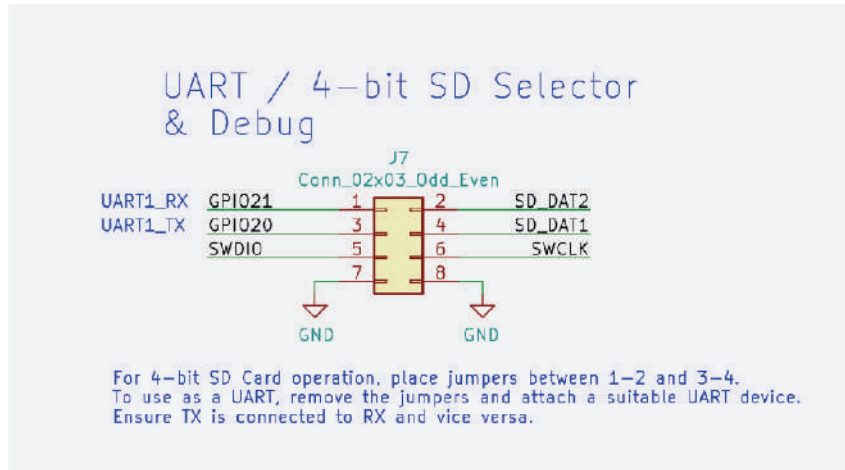 UART / 4-bit SD Selector
& Debug
J7
Conn_02x03_Odd_Even
UART1_RX GPIO21 1 2 SD_DAT2
UART1_TX GPIO20 3 4 SD_DAT1
SWDIO 5 6 SWCLK
7 8
GND GND
For 4-bit SD Card operation, place jumpers between 1-2 and 3-4.
To use as a UART, remove the jumpers and attach a suitable UART device.
Ensure TX is connected to RX and vice versa.